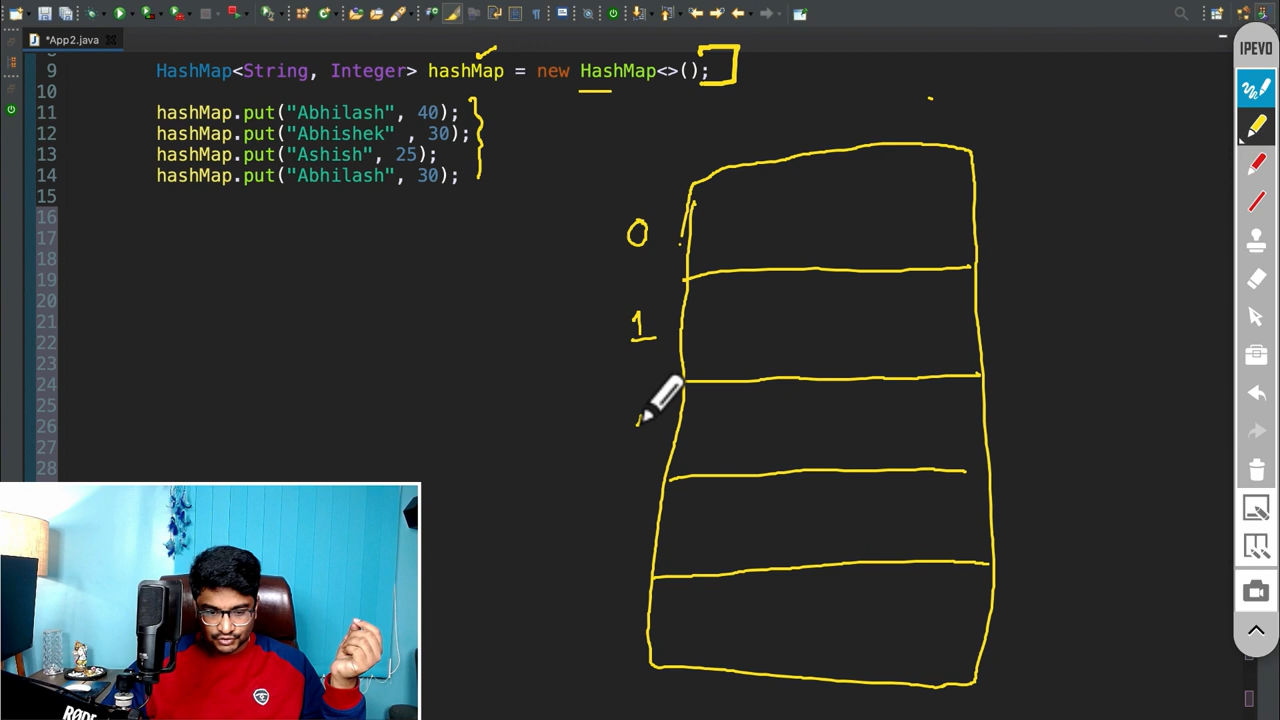 IPEVO
*App2.java
9 HashMap<String, Integer> hashMap = new HashMap<>();
10
11 hashMap.put("Abhilash", 40);
12 hashMap.put("Abhishek" , 30);
13 hashMap.put("Ashish", 25);
14 hashMap.put("Abhilash", 30);
15
16
17
18
19
20
21
22
23
24
25
26
27
28
0
1
RØDE